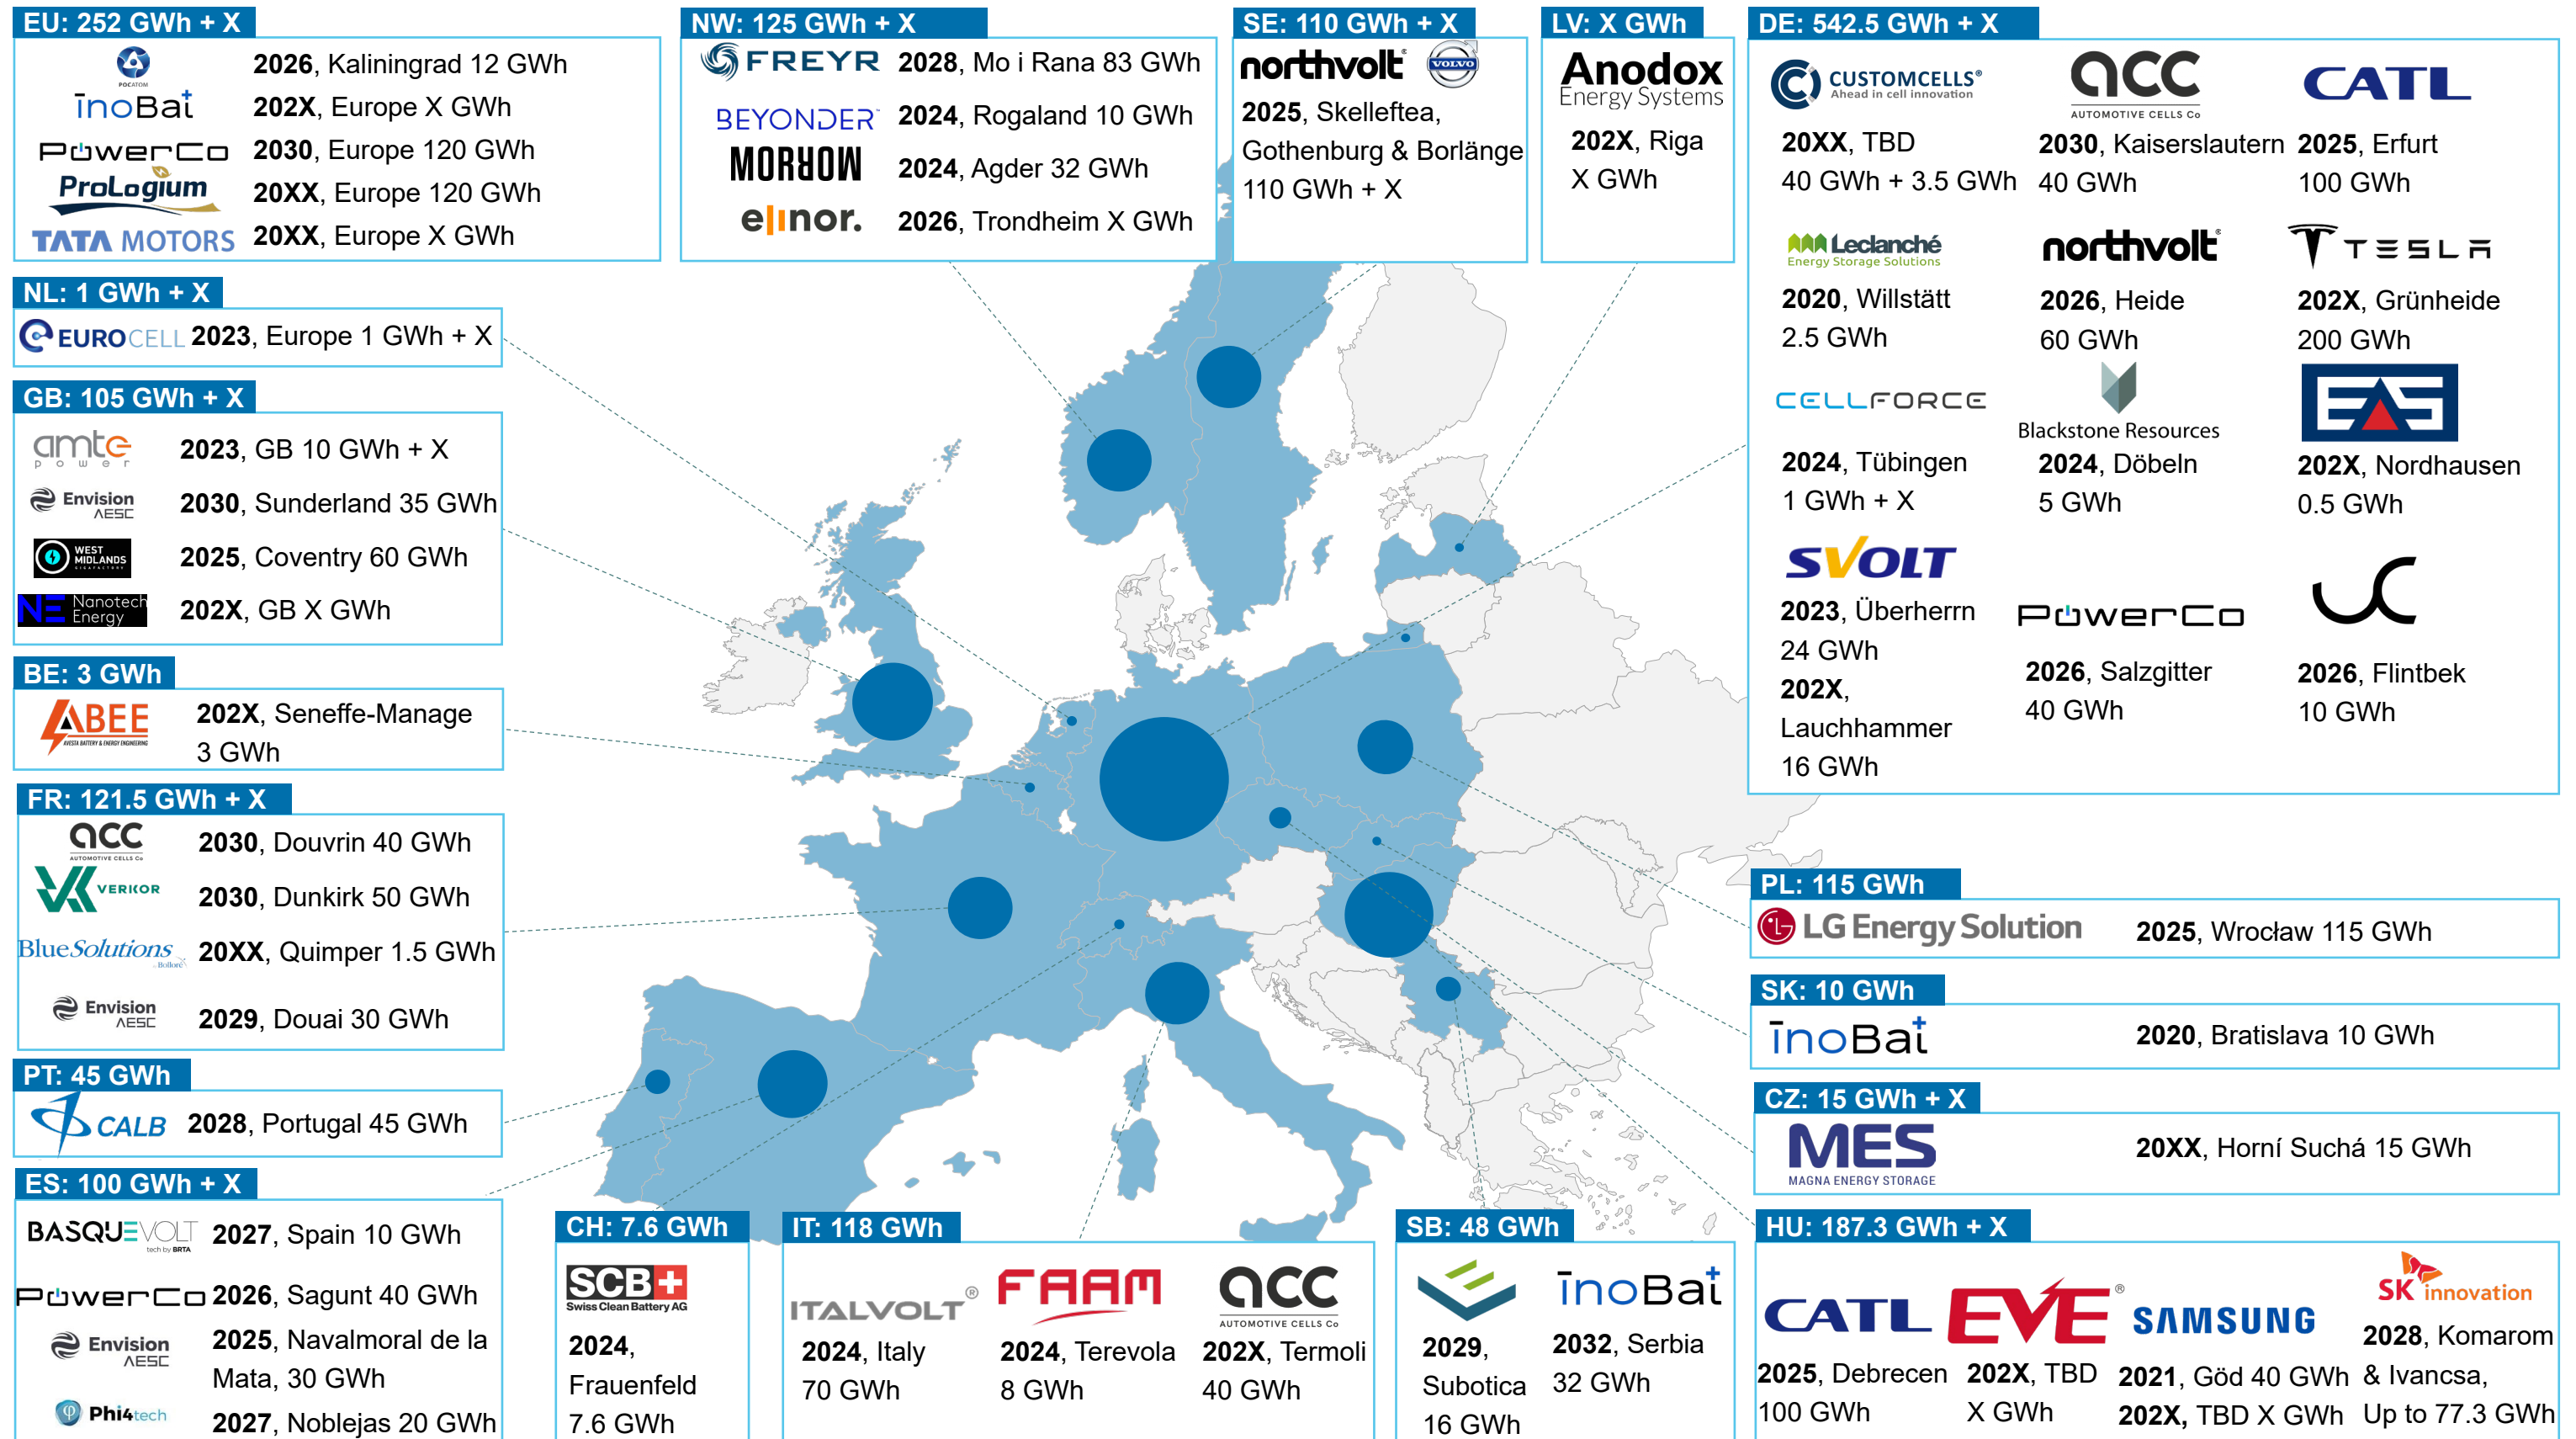 EU: 252 GWh + X
РОСАТОМ
2026, Kaliningrad 12 GWh
inoBat+
202X, Europe X GWh
PowerCo
2030, Europe 120 GWh
ProLogium
20XX, Europe 120 GWh
TATA MOTORS
20XX, Europe X GWh
NW: 125 GWh + X
FREYR
2028, Mo i Rana 83 GWh
BEYONDER™
2024, Rogaland 10 GWh
MORROW
2024, Agder 32 GWh
elinor.
2026, Trondheim X GWh
SE: 110 GWh + X
northvolt®
VOLVO
2025, Skelleftea,
Gothenburg & Borlänge
110 GWh + X
LV: X GWh
Anodox
Energy Systems
202X, Riga
X GWh
DE: 542.5 GWh + X
CUSTOMCELLS®
Ahead in cell innovation
20XX, TBD
40 GWh + 3.5 GWh
acc
AUTOMOTIVE CELLS Co
2030, Kaiserslautern
40 GWh
CATL
2025, Erfurt
100 GWh
Leclanché
Energy Storage Solutions
2020, Willstätt
2.5 GWh
northvolt®
2026, Heide
60 GWh
TESLA
202X, Grünheide
200 GWh
CELLFORCE
2024, Tübingen
1 GWh + X
Blackstone Resources
2024, Döbeln
5 GWh
EAS
202X, Nordhausen
0.5 GWh
SVOLT
2023, Überherrn
24 GWh
202X,
Lauchhammer
16 GWh
PowerCo
2026, Salzgitter
40 GWh
UC
2026, Flintbek
10 GWh
NL: 1 GWh + X
EUROCELL
2023, Europe 1 GWh + X
GB: 105 GWh + X
amte
power
2023, GB 10 GWh + X
Envision
AESC
2030, Sunderland 35 GWh
WEST
MIDLANDS
GIGAFACTORY
2025, Coventry 60 GWh
NE Nanotech
Energy
202X, GB X GWh
BE: 3 GWh
ABEE
AVESTA BATTERY & ENERGY ENGINEERING
202X, Seneffe-Manage
3 GWh
FR: 121.5 GWh + X
acc
AUTOMOTIVE CELLS Co
2030, Douvrin 40 GWh
VERKOR
2030, Dunkirk 50 GWh
BlueSolutions
by Bolloré
20XX, Quimper 1.5 GWh
Envision
AESC
2029, Douai 30 GWh
PT: 45 GWh
CALB
2028, Portugal 45 GWh
ES: 100 GWh + X
BASQUEVOLT
tech by BRTA
2027, Spain 10 GWh
PowerCo
2026, Sagunt 40 GWh
Envision
AESC
2025, Navalmoral de la
Mata, 30 GWh
Phi4tech
2027, Noblejas 20 GWh
CH: 7.6 GWh
SCB+
Swiss Clean Battery AG
2024,
Frauenfeld
7.6 GWh
IT: 118 GWh
ITALVOLT®
2024, Italy
70 GWh
FAAM
2024, Terevola
8 GWh
acc
AUTOMOTIVE CELLS Co
202X, Termoli
40 GWh
SB: 48 GWh
2029,
Subotica
16 GWh
inoBat+
2032, Serbia
32 GWh
PL: 115 GWh
LG Energy Solution
2025, Wrocław 115 GWh
SK: 10 GWh
inoBat+
2020, Bratislava 10 GWh
CZ: 15 GWh + X
MES
MAGNA ENERGY STORAGE
20XX, Horní Suchá 15 GWh
HU: 187.3 GWh + X
CATL
2025, Debrecen
100 GWh
EVE®
202X, TBD
X GWh
SAMSUNG
2021, Göd 40 GWh
202X, TBD X GWh
SK innovation
2028, Komarom
& Ivancsa,
Up to 77.3 GWh